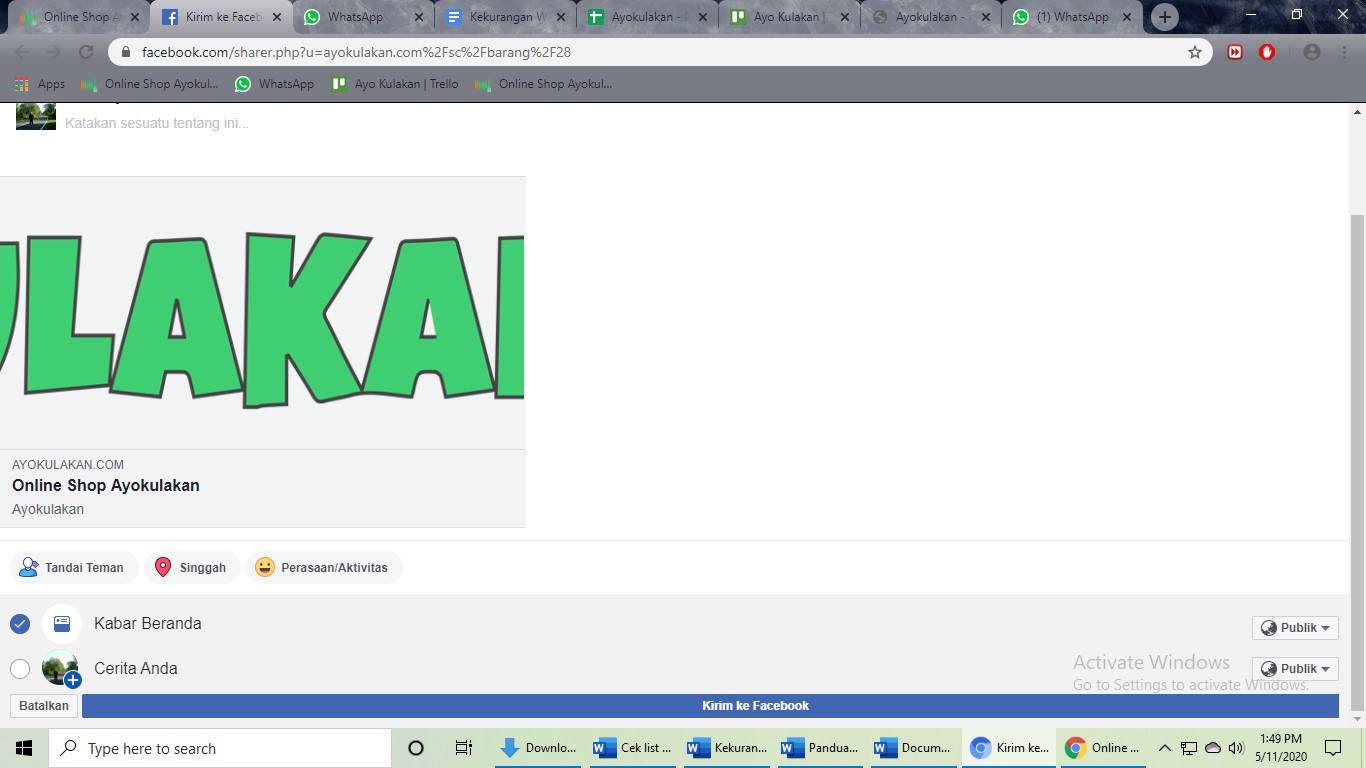 Online Shop A
Kirim ke Faceb
WhatsApp
Kekurangan W
Ayokulakan -
Ayo Kulakan |
Ayokulakan -
(1) WhatsApp
facebook.com/sharer.php?u=ayokulakan.com%2Fsc%2Fbarang%2F28
Apps
Online Shop Ayokul...
WhatsApp
Ayo Kulakan | Trello
Online Shop Ayokul...
Katakan sesuatu tentang ini...
ULAKA
AYOKULAKAN.COM
Online Shop Ayokulakan
Ayokulakan
Tandai Teman
Singgah
Perasaan/Aktivitas
Kabar Beranda
Publik
Cerita Anda
Publik
Activate Windows
Go to Settings to activate Windows.
Batalkan
Kirim ke Facebook
Type here to search
Downlo...
Cek list ...
Kekuran...
Pandua...
Docum...
Kirim ke...
Online ...
1:49 PM
5/11/2020